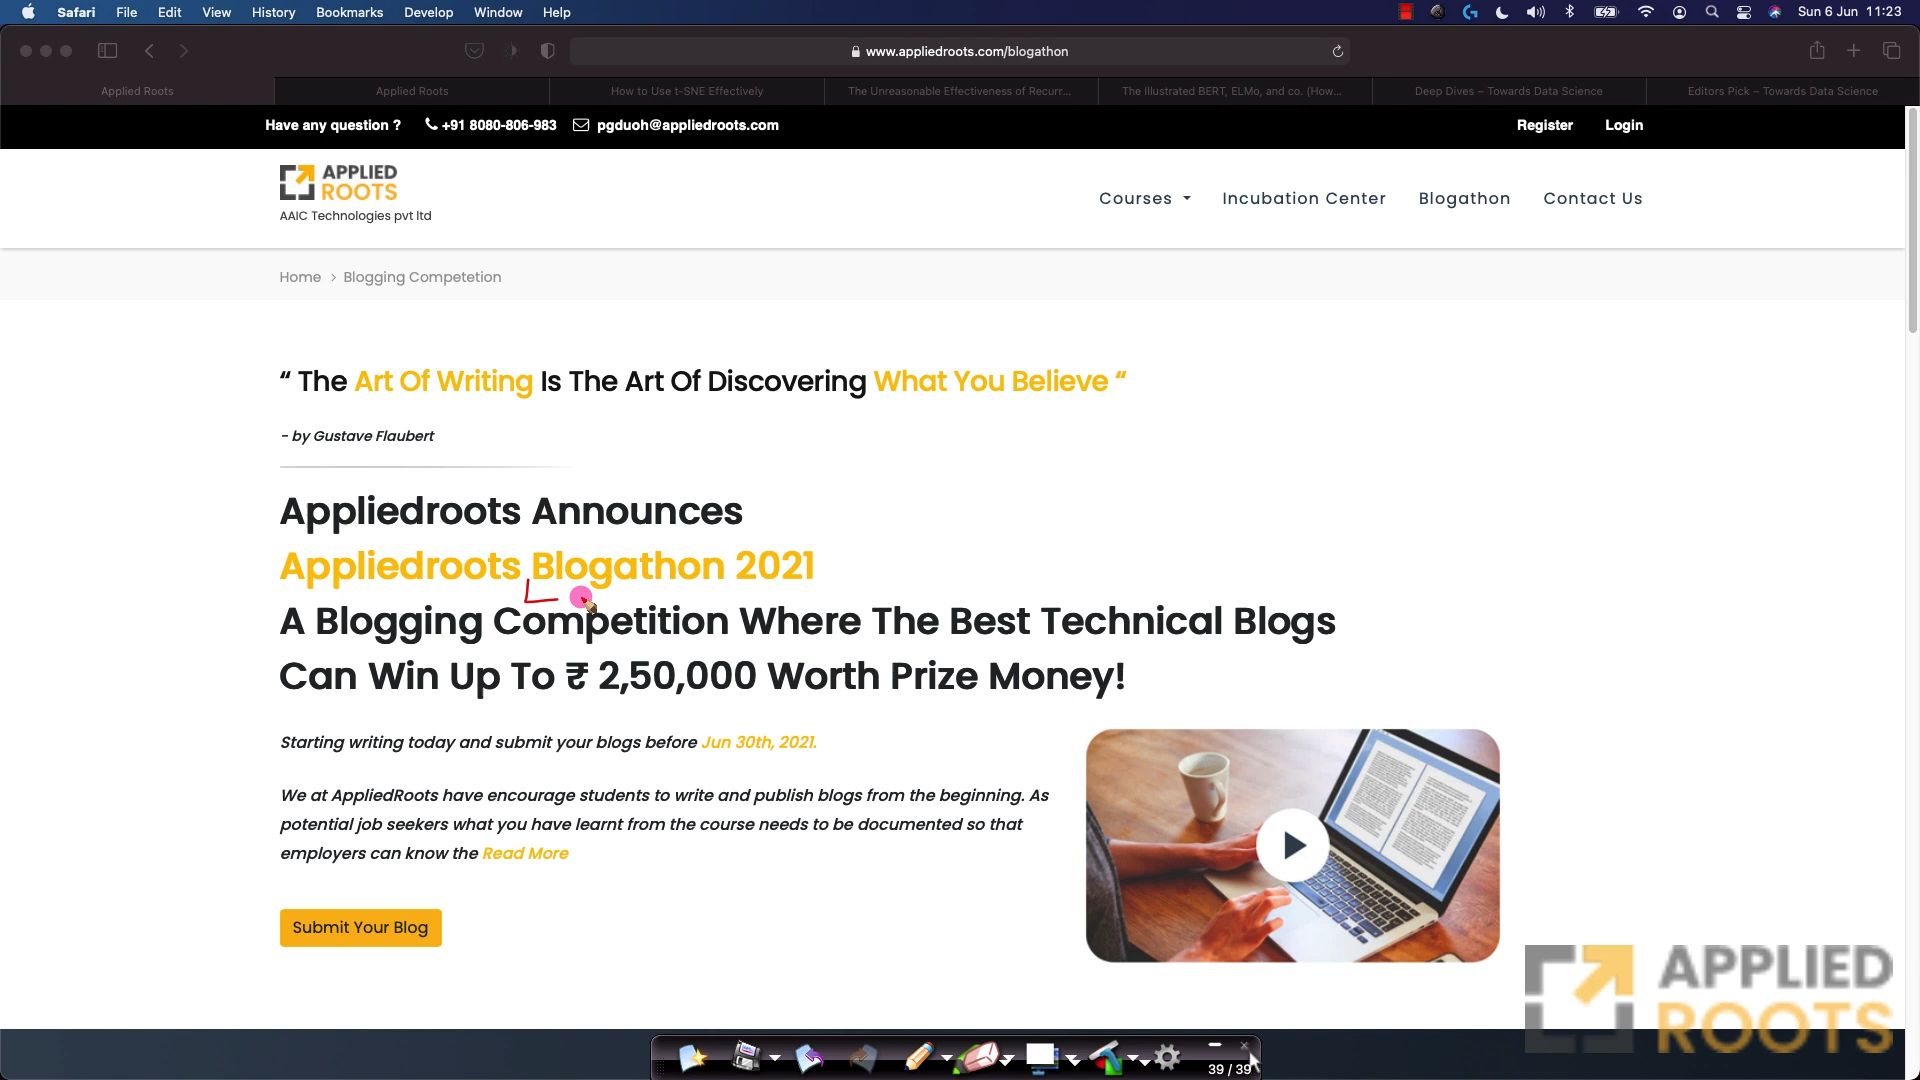 Safari File Edit View History Bookmarks Develop Window Help Sun 6 Jun 11:23
www.appliedroots.com/blogathon
Applied Roots Applied Roots How to Use t-SNE Effectively The Unreasonable Effectiveness of Recurr... The Illustrated BERT, ELMo, and co. (How... Deep Dives – Towards Data Science Editors Pick – Towards Data Science
Have any question ? +91 8080-806-983 pgduoh@appliedroots.com Register Login
APPLIED
ROOTS
AAIC Technologies pvt ltd
Courses Incubation Center Blogathon Contact Us
Home > Blogging Competetion
“ The Art Of Writing Is The Art Of Discovering What You Believe “
- by Gustave Flaubert
Appliedroots Announces
Appliedroots Blogathon 2021
A Blogging Competition Where The Best Technical Blogs
Can Win Up To ₹ 2,50,000 Worth Prize Money!
Starting writing today and submit your blogs before Jun 30th, 2021.
We at AppliedRoots have encourage students to write and publish blogs from the beginning. As
potential job seekers what you have learnt from the course needs to be documented so that
employers can know the Read More
Submit Your Blog
APPLIED
ROOTS
39 / 39